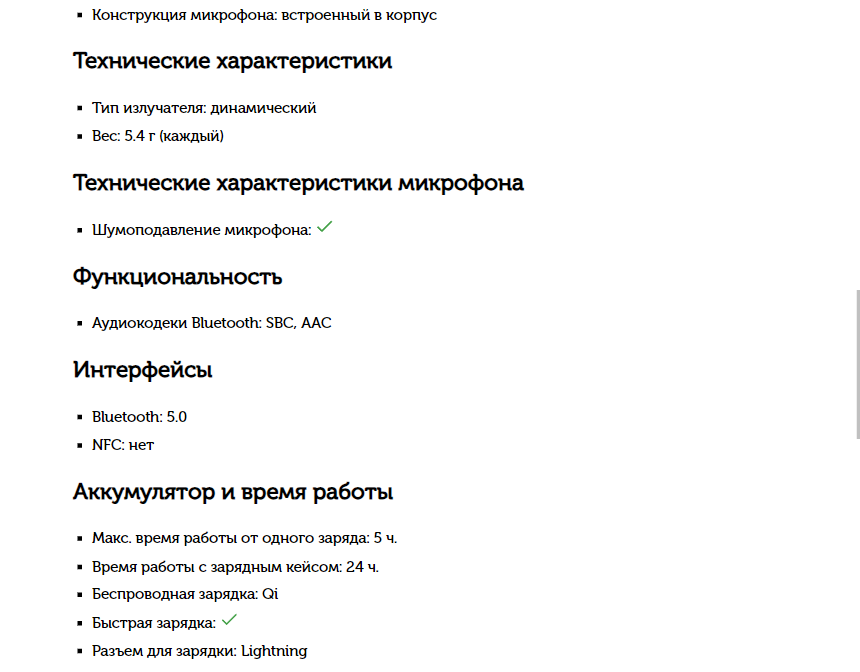 Конструкция микрофона: встроенный в корпус
Технические характеристики
Тип излучателя: динамический
Вес: 5.4 г (каждый)
Технические характеристики микрофона
Шумоподавление микрофона: ✓
Функциональность
Аудиокодеки Bluetooth: SBC, AAC
Интерфейсы
Bluetooth: 5.0
NFC: нет
Аккумулятор и время работы
Макс. время работы от одного заряда: 5 ч.
Время работы с зарядным кейсом: 24 ч.
Беспроводная зарядка: Qi
Быстрая зарядка: ✓
Разъем для зарядки: Lightning